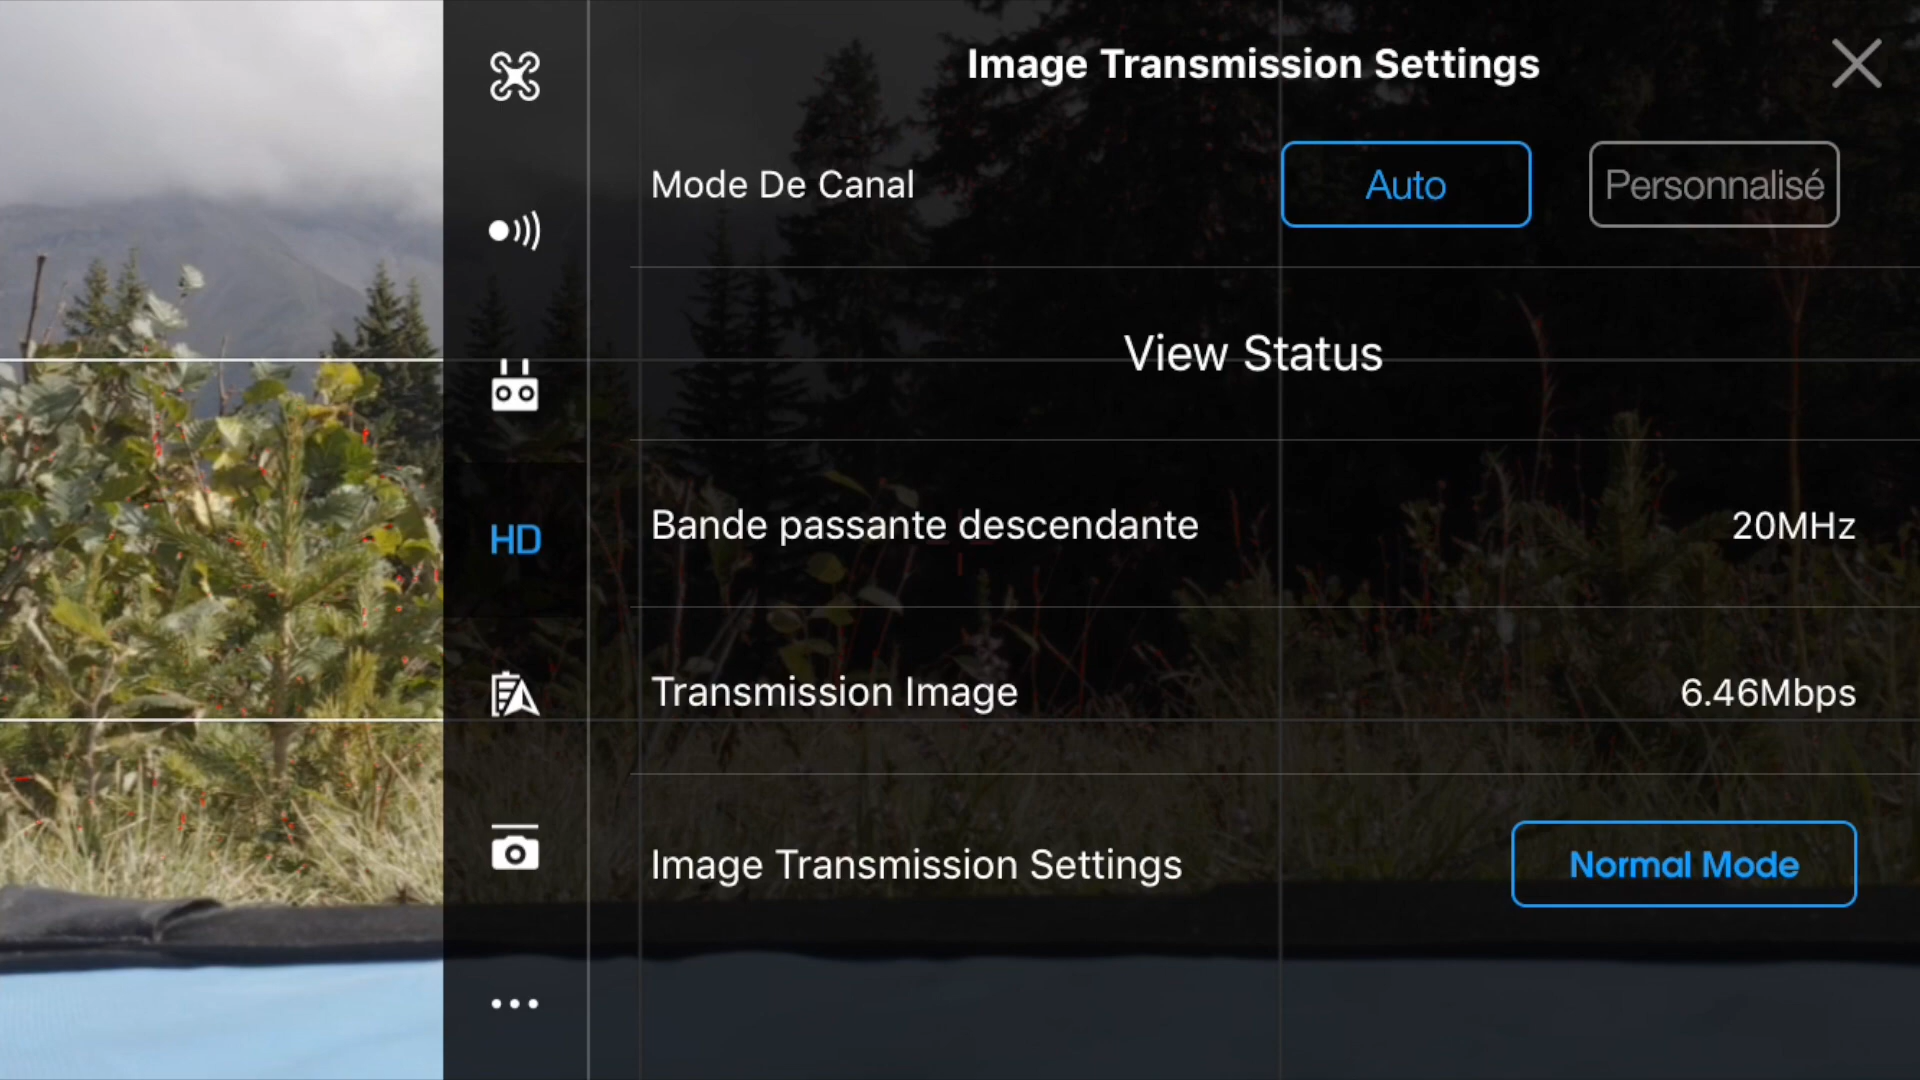 Image Transmission Settings
Mode De Canal Auto Personnalisé
View Status
HD
Bande passante descendante 20MHz
Transmission Image 6.46Mbps
Image Transmission Settings Normal Mode